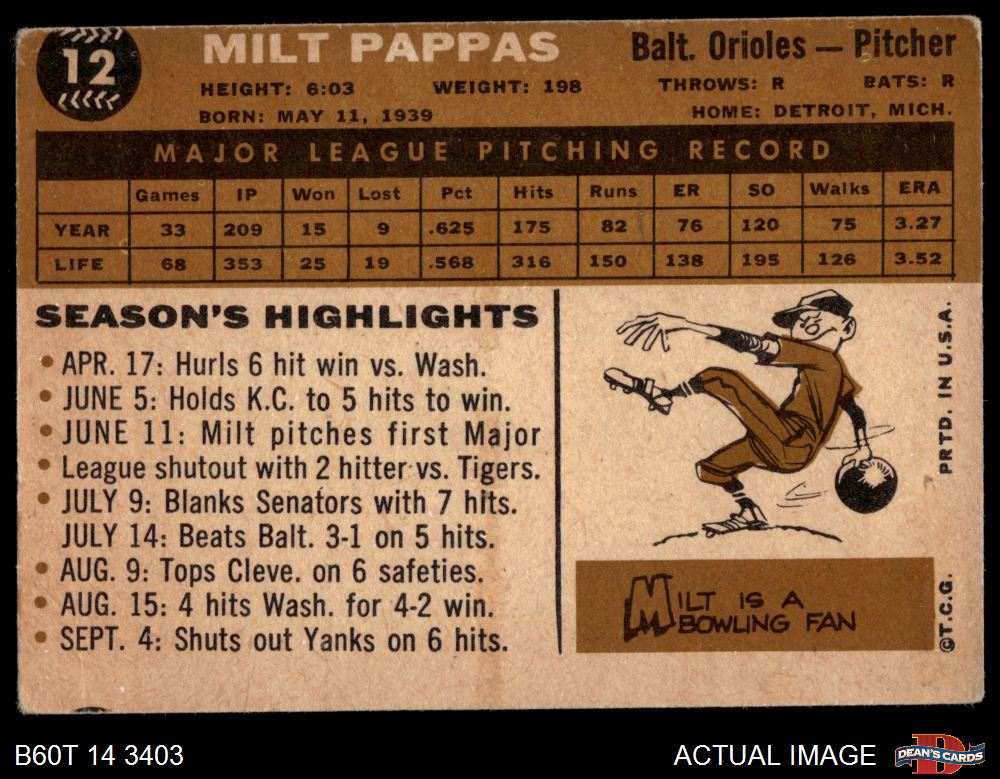 12
MILT PAPPAS
Balt. Orioles — Pitcher
HEIGHT: 6:03 WEIGHT: 198 THROWS: R BATS: R
BORN: MAY 11, 1939 HOME: DETROIT, MICH.
MAJOR LEAGUE PITCHING RECORD
Games IP Won Lost Pct Hits Runs ER SO Walks ERA
YEAR 33 209 15 9 .625 175 82 76 120 75 3.27
LIFE 68 353 25 19 .568 316 150 138 195 126 3.52
SEASON'S HIGHLIGHTS
• APR. 17: Hurls 6 hit win vs. Wash.
• JUNE 5: Holds K.C. to 5 hits to win.
• JUNE 11: Milt pitches first Major
• League shutout with 2 hitter vs. Tigers.
• JULY 9: Blanks Senators with 7 hits.
JULY 14: Beats Balt. 3-1 on 5 hits.
• AUG. 9: Tops Cleve. on 6 safeties.
• AUG. 15: 4 hits Wash. for 4-2 win.
• SEPT. 4: Shuts out Yanks on 6 hits.
MILT IS A
BOWLING FAN
PRTD. IN U.S.A.
©T.C.G.
B60T 14 3403
ACTUAL IMAGE
D
DEAN'S CARDS